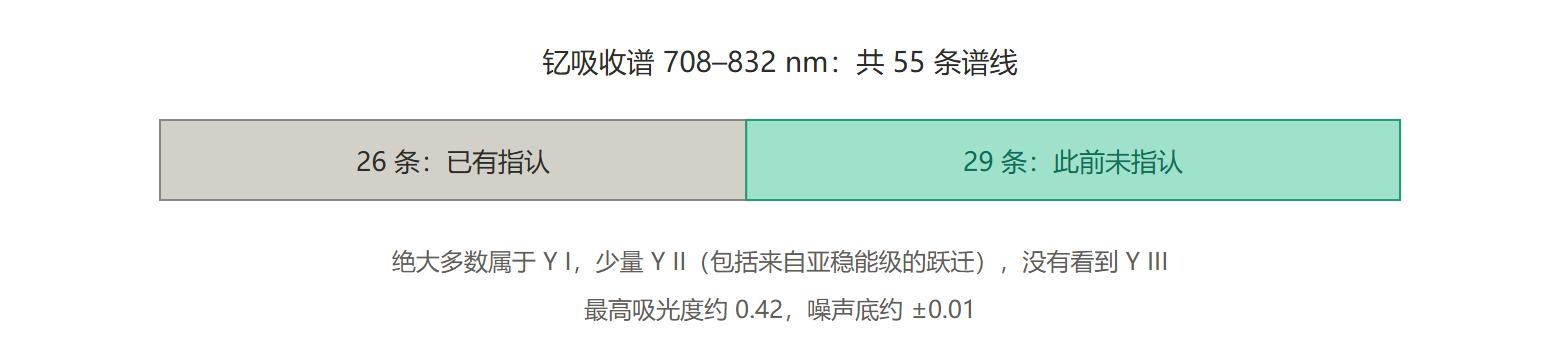 钇吸收谱 708–832 nm：共 55 条谱线
26 条：已有指认
29 条：此前未指认
绝大多数属于 Y I，少量 Y II（包括来自亚稳能级的跃迁），没有看到 Y III
最高吸光度约 0.42，噪声底约 ±0.01